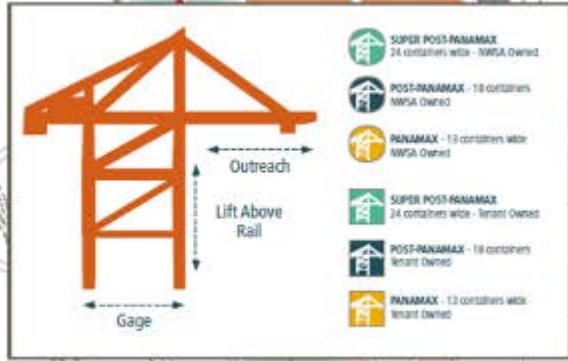 Outreach
Lift Above
Rail
Gage
SUPER POST-PANAMAX
24 containers wide - NWSA Owned
POST-PANAMAX - 18 containers
NWSA Owned
PANAMAX - 13 containers wide
NWSA Owned
SUPER POST-PANAMAX
24 containers wide - Tenant Owned
POST-PANAMAX - 18 containers
Tenant Owned
PANAMAX - 13 containers wide
Tenant Owned